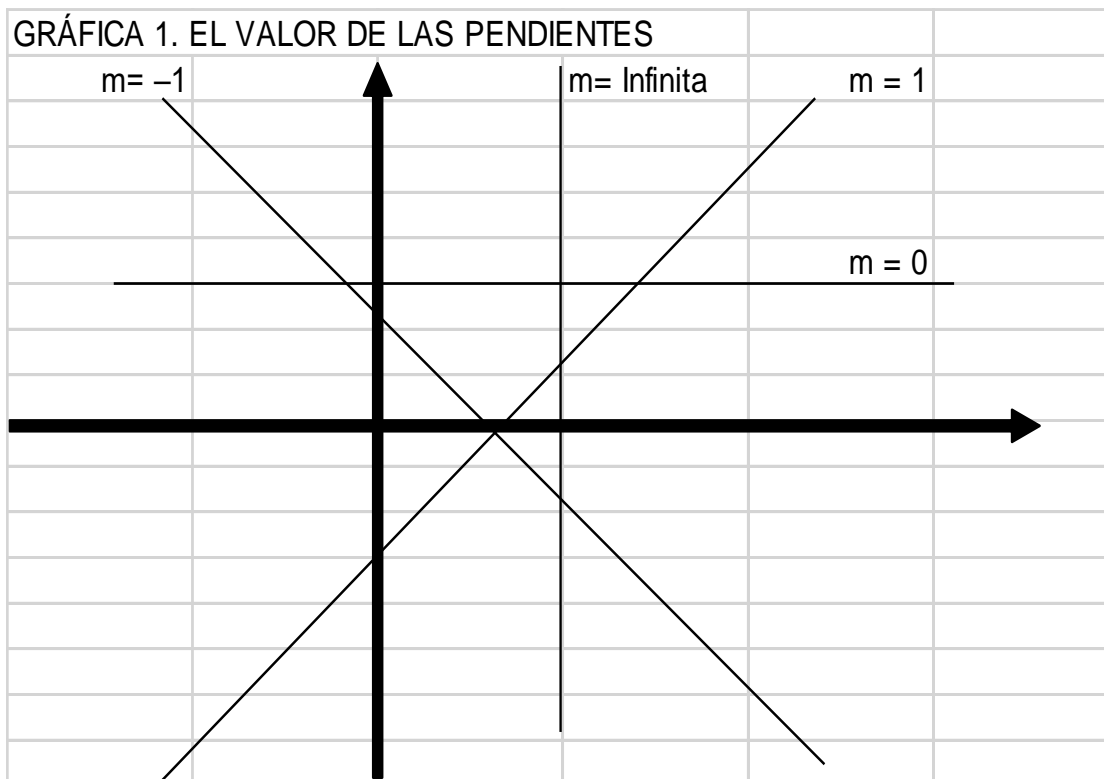 GRÁFICA 1. EL VALOR DE LAS PENDIENTES
m= –1
m= Infinita
m = 1
m = 0